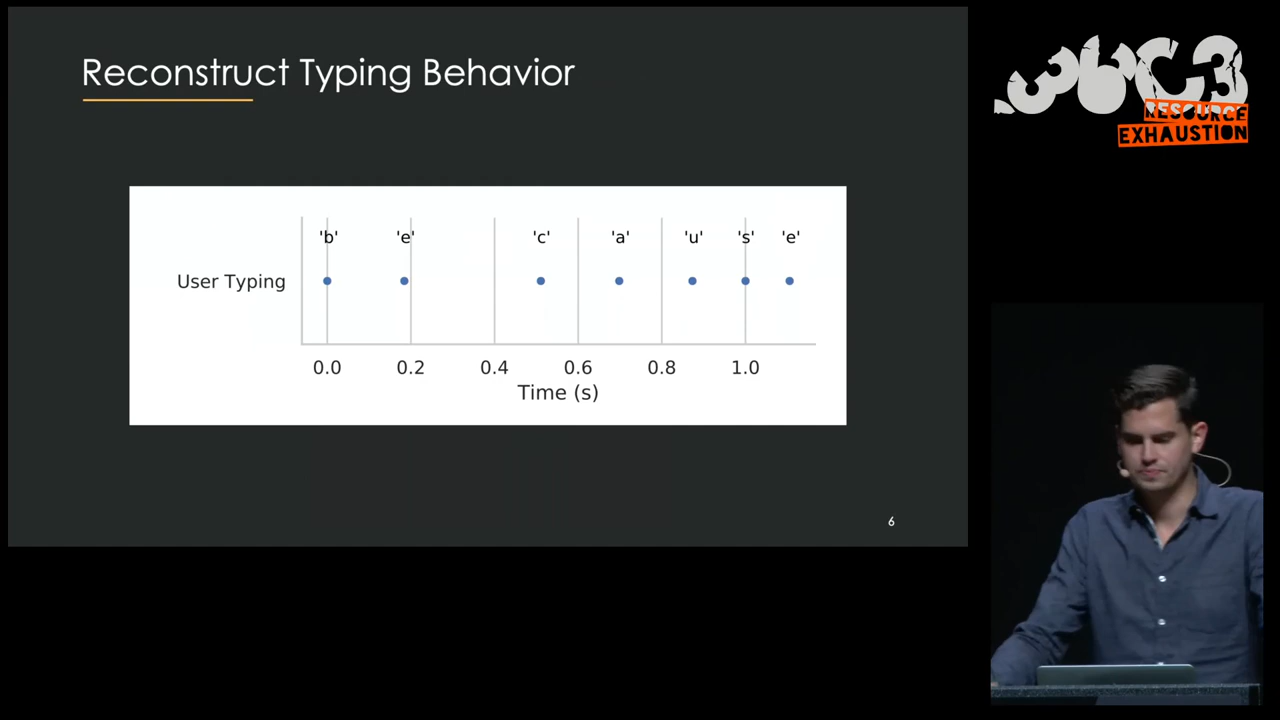 Reconstruct Typing Behavior
'b' 'e' 'c' 'a' 'u' 's' 'e'
User Typing
0.0 0.2 0.4 0.6 0.8 1.0
Time (s)
6
36C3
RESOURCE
EXHAUSTION